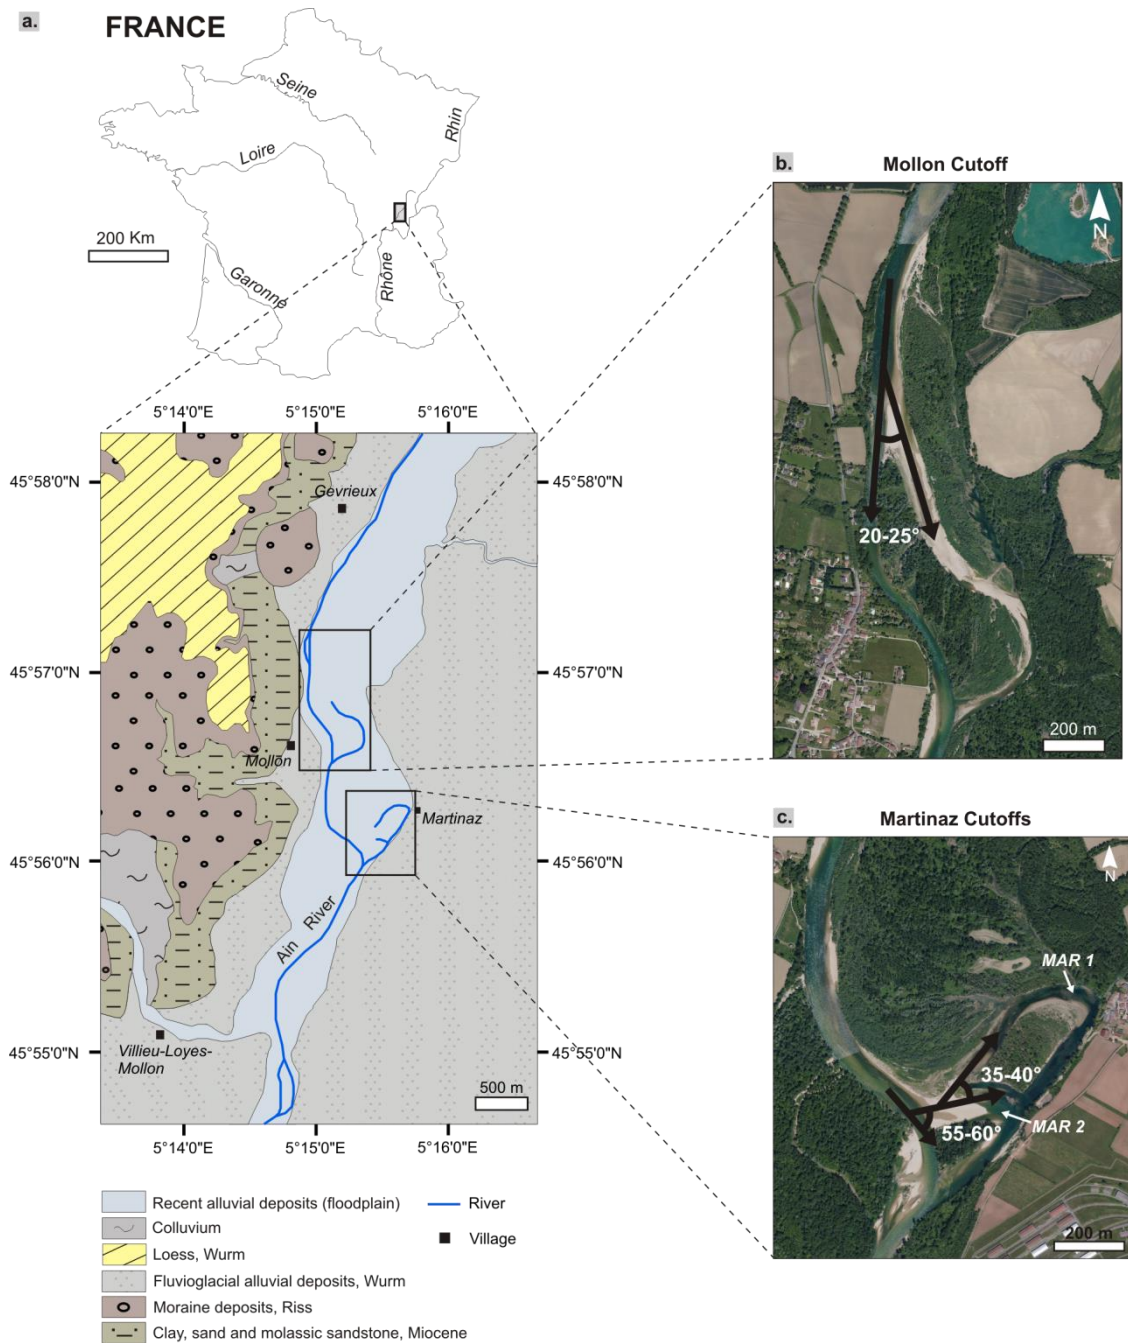 a.
FRANCE
Seine
Rhin
Loire
200 Km
Garonne
Rhône
5°14'0"E
5°15'0"E
5°16'0"E
45°58'0"N
45°58'0"N
Gevrieux
45°57'0"N
45°57'0"N
Mollon
Martinaz
45°56'0"N
45°56'0"N
Ain River
45°55'0"N
45°55'0"N
Villieu-Loyes-
Mollon
500 m
5°14'0"E
5°15'0"E
5°16'0"E
Recent alluvial deposits (floodplain)
River
Colluvium
Village
Loess, Wurm
Fluvioglacial alluvial deposits, Wurm
Moraine deposits, Riss
Clay, sand and molassic sandstone, Miocene
b.
Mollon Cutoff
N
20-25°
200 m
c.
Martinaz Cutoffs
N
MAR 1
35-40°
55-60°
MAR 2
200 m